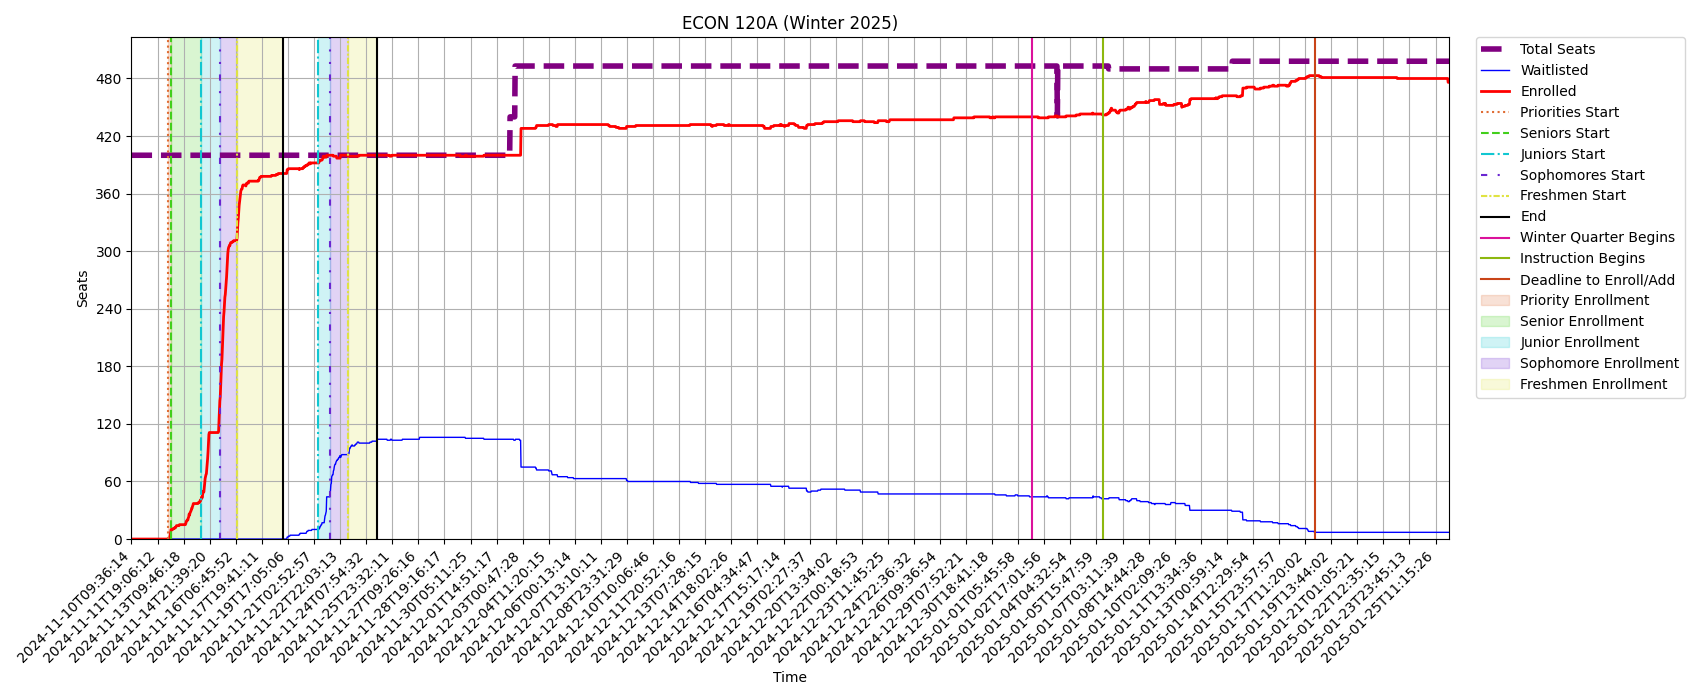 ECON 120A (Winter 2025)
Seats
480
420
360
300
240
180
120
60
0
2024-11-10T09:36:14
2024-11-11T19:06:12
2024-11-13T09:46:18
2024-11-14T21:39:20
2024-11-16T06:45:52
2024-11-17T19:41:11
2024-11-19T17:05:06
2024-11-21T02:52:57
2024-11-22T22:03:13
2024-11-24T07:54:32
2024-11-25T23:32:11
2024-11-27T09:26:16
2024-11-28T19:16:17
2024-11-30T05:11:25
2024-12-01T14:51:17
2024-12-03T00:47:28
2024-12-04T11:20:15
2024-12-06T00:13:14
2024-12-07T13:10:11
2024-12-08T23:31:29
2024-12-10T10:06:46
2024-12-11T20:52:16
2024-12-13T07:28:15
2024-12-14T18:02:26
2024-12-16T04:34:47
2024-12-17T15:17:14
2024-12-19T02:27:37
2024-12-20T13:34:02
2024-12-22T00:18:53
2024-12-23T11:45:25
2024-12-24T22:36:32
2024-12-26T09:36:54
2024-12-29T07:52:21
2024-12-30T18:41:18
2025-01-01T05:45:58
2025-01-02T17:01:56
2025-01-04T04:32:54
2025-01-05T15:47:59
2025-01-07T03:11:39
2025-01-08T14:44:28
2025-01-10T02:09:26
2025-01-11T13:34:36
2025-01-13T00:59:14
2025-01-14T12:29:54
2025-01-15T23:57:57
2025-01-17T11:20:02
2025-01-19T13:44:02
2025-01-21T01:05:21
2025-01-22T12:35:15
2025-01-23T23:45:13
2025-01-25T11:15:26
Time
Total Seats
Waitlisted
Enrolled
Priorities Start
Seniors Start
Juniors Start
Sophomores Start
Freshmen Start
End
Winter Quarter Begins
Instruction Begins
Deadline to Enroll/Add
Priority Enrollment
Senior Enrollment
Junior Enrollment
Sophomore Enrollment
Freshmen Enrollment